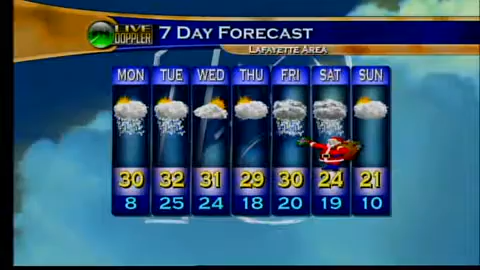 LIVE
DOPPLER
7 DAY FORECAST
LAFAYETTE AREA
MON TUE WED THU FRI SAT SUN
30 32 31 29 30 24 21
8 25 24 18 20 19 10